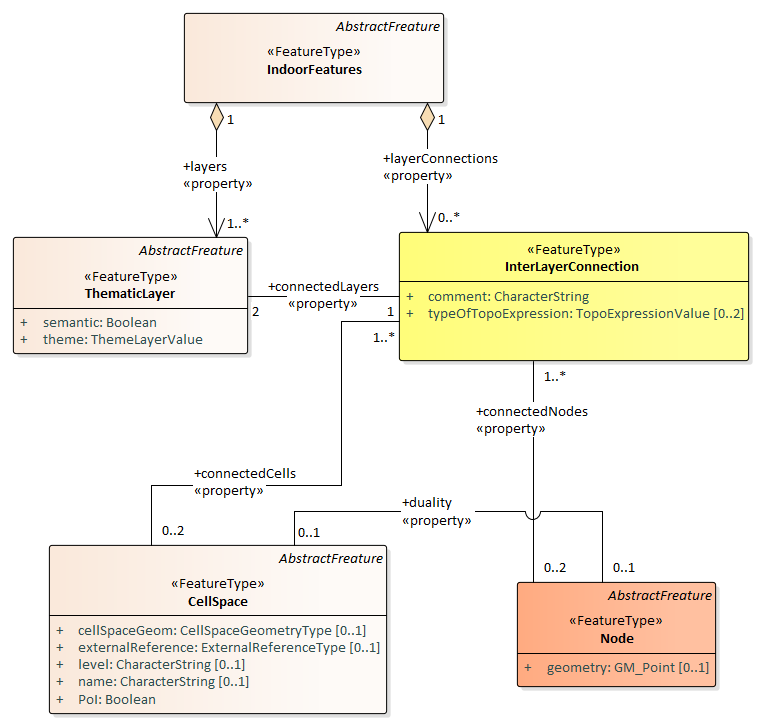 AbstractFreature
«FeatureType»
IndoorFeatures
1
1
+layers
«property»
+layerConnections
«property»
1..*
0..*
AbstractFreature
«FeatureType»
ThematicLayer
+ semantic: Boolean
+ theme: ThemeLayerValue
+connectedLayers
«property»
2
1
«FeatureType»
InterLayerConnection
+ comment: CharacterString
+ typeOfTopoExpression: TopoExpressionValue [0..2]
1..*
1..*
+connectedNodes
«property»
+connectedCells
«property»
+duality
«property»
0..2
0..1
0..2
0..1
AbstractFreature
«FeatureType»
CellSpace
+ cellSpaceGeom: CellSpaceGeometryType [0..1]
+ externalReference: ExternalReferenceType [0..1]
+ level: CharacterString [0..1]
+ name: CharacterString [0..1]
+ PoI: Boolean
AbstractFreature
«FeatureType»
Node
+ geometry: GM_Point [0..1]